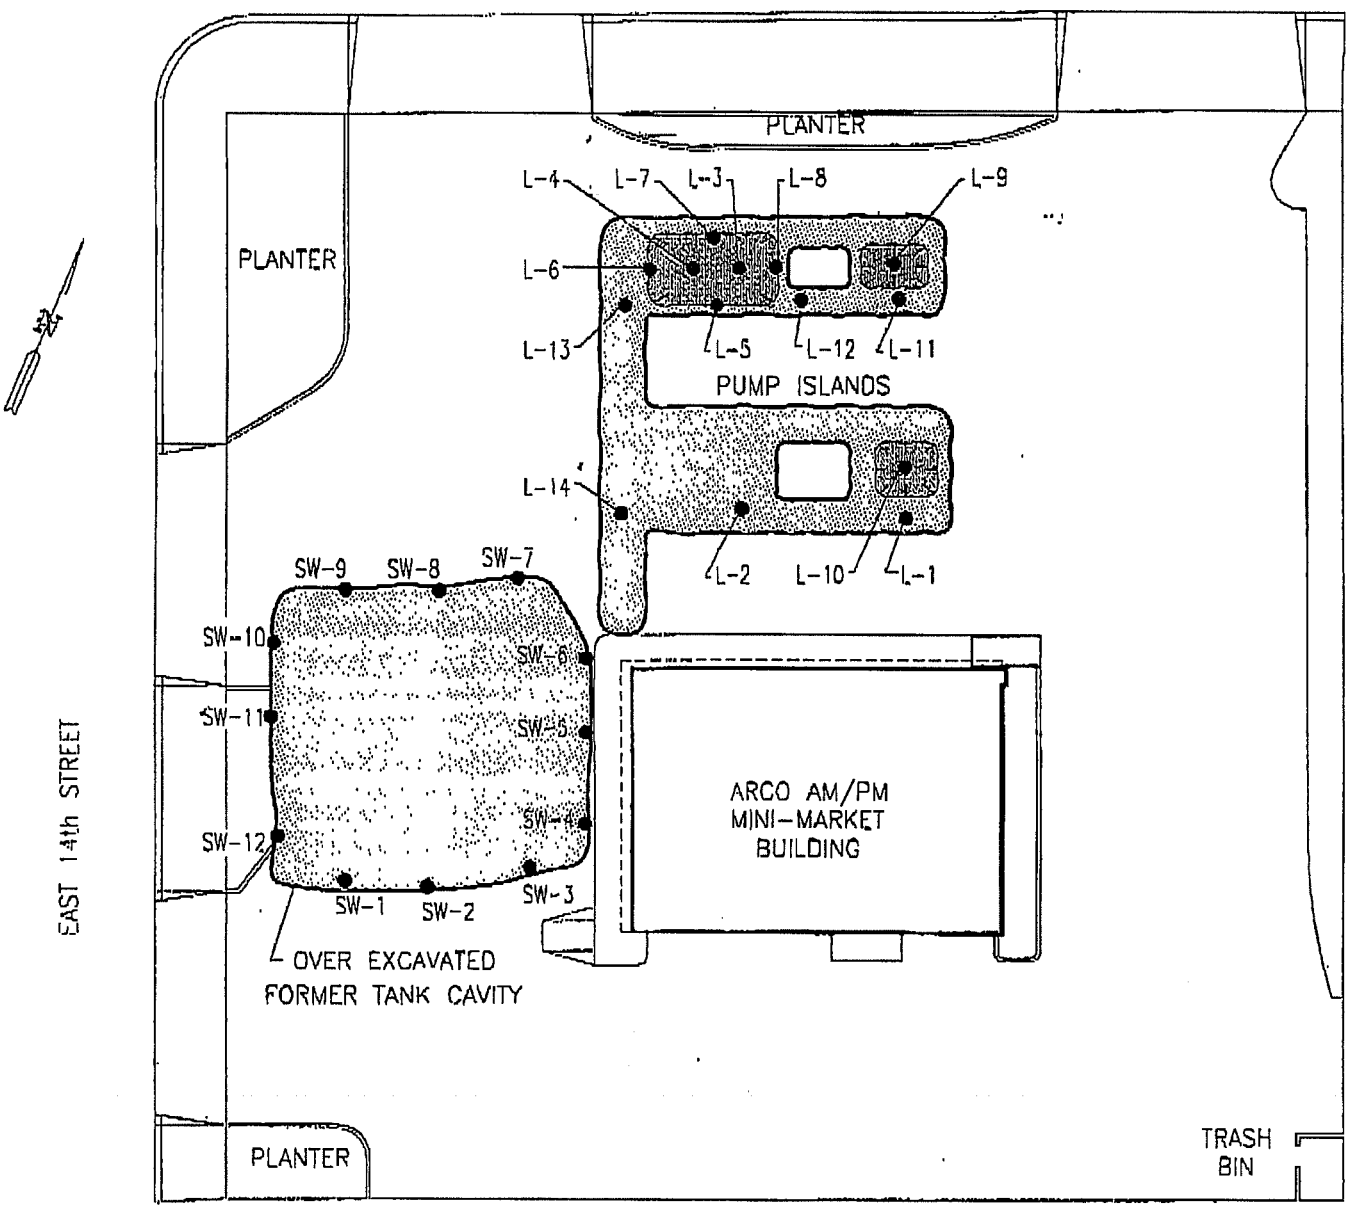 PLANTER
L-4
L-7
L-3
L-8
L-9
PLANTER
L-6
L-13
L-5
L-12
L-11
PUMP ISLANDS
L-14
SW-9
SW-8
SW-7
L-2
L-10
L-1
SW-10
SW-6
SW-11
SW-5
EAST 14th STREET
ARCO AM/PM
MINI-MARKET
BUILDING
SW-4
SW-12
SW-1
SW-2
SW-3
OVER EXCAVATED
FORMER TANK CAVITY
PLANTER
TRASH
BIN